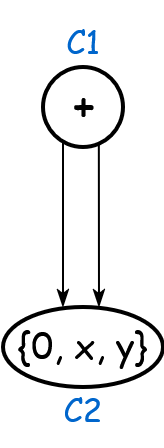 C1
+
{0, x, y}
C2